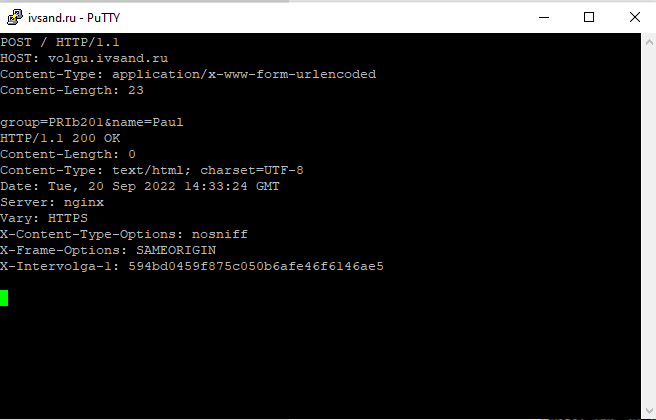 ivsand.ru - PuTTY
POST / HTTP/1.1
HOST: volgu.ivsand.ru
Content-Type: application/x-www-form-urlencoded
Content-Length: 23

group=PRIb201&name=Paul
HTTP/1.1 200 OK
Content-Length: 0
Content-Type: text/html; charset=UTF-8
Date: Tue, 20 Sep 2022 14:33:24 GMT
Server: nginx
Vary: HTTPS
X-Content-Type-Options: nosniff
X-Frame-Options: SAMEORIGIN
X-Intervolga-1: 594bd0459f875c050b6afe46f6146ae5